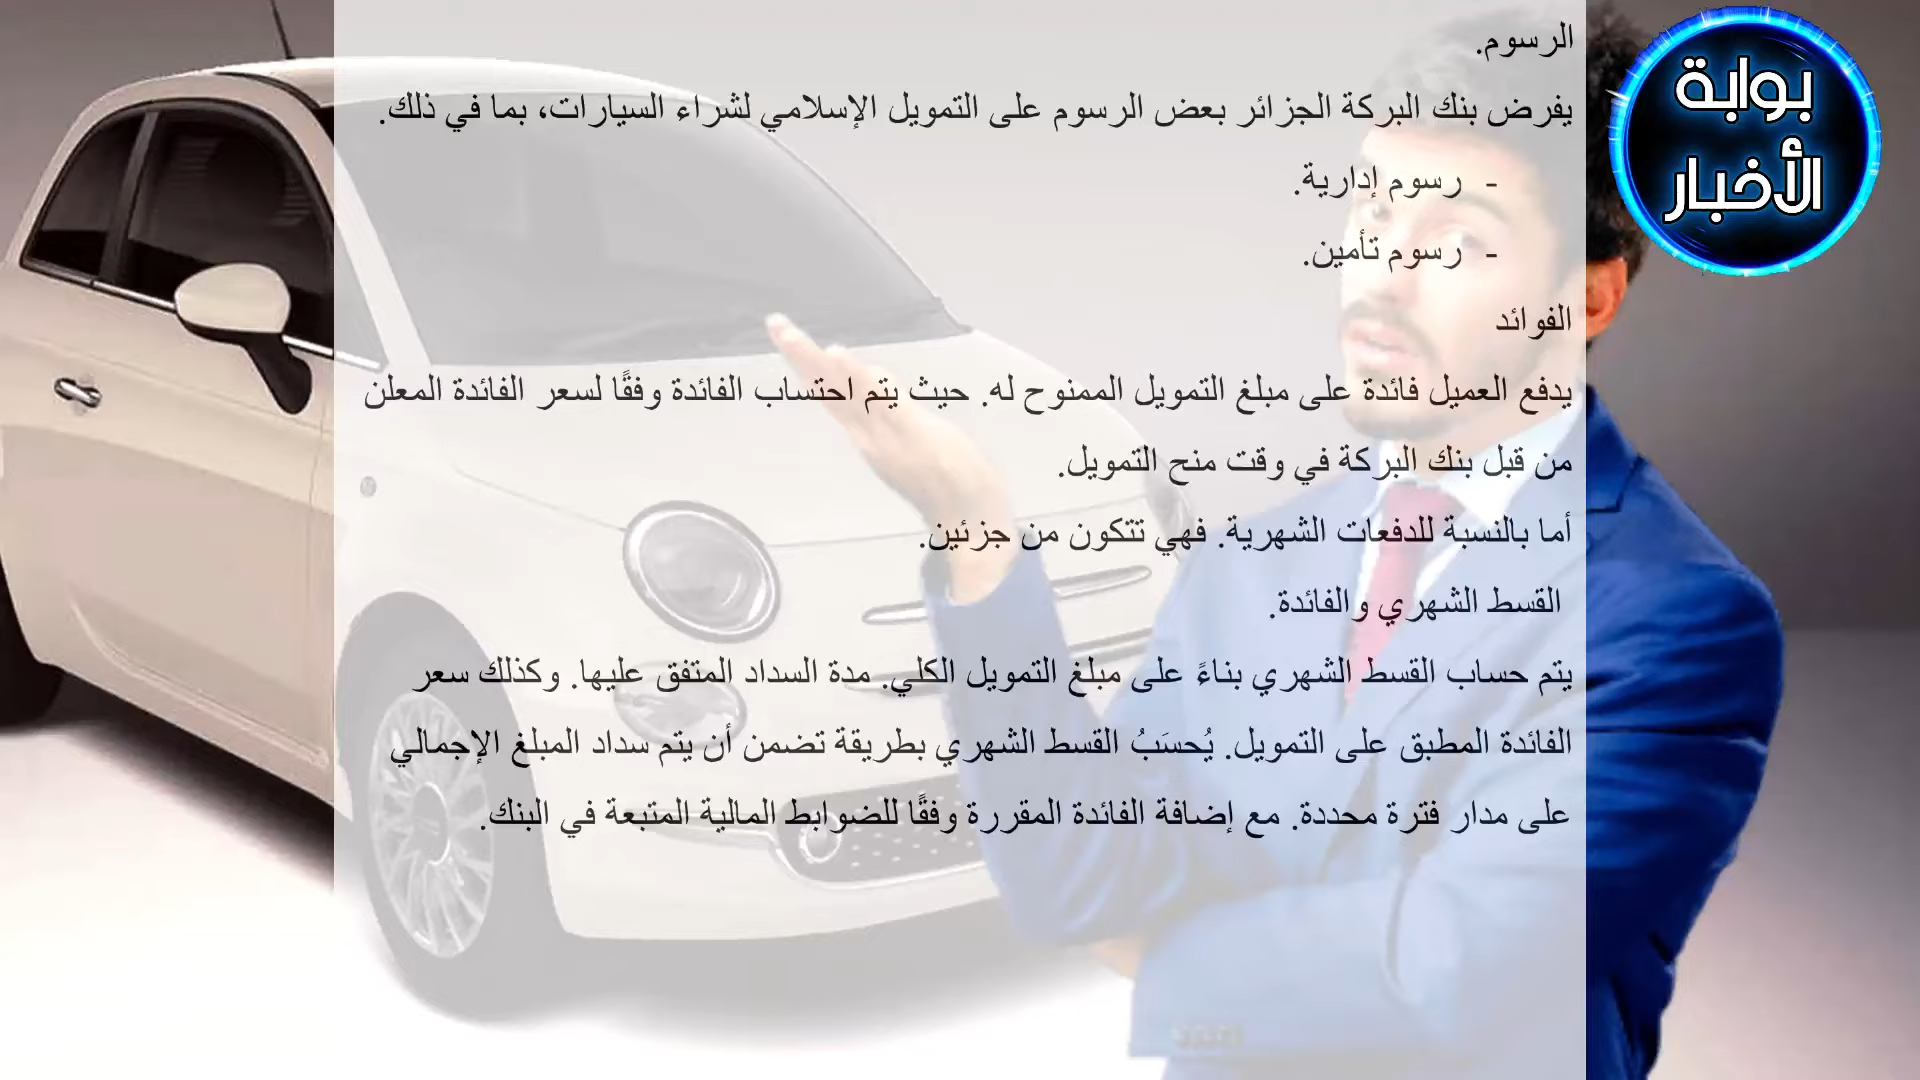 الرسوم.
يفرض بنك البركة الجزائر بعض الرسوم على التمويل الإسلامي لشراء السيارات، بما في ذلك.
- رسوم إدارية.
- رسوم تأمين.
الفوائد
يدفع العميل فائدة على مبلغ التمويل الممنوح له. حيث يتم احتساب الفائدة وفقًا لسعر الفائدة المعلن
من قبل بنك البركة في وقت منح التمويل.
أما بالنسبة للدفعات الشهرية. فهي تتكون من جزئين.
القسط الشهري والفائدة.
يتم حساب القسط الشهري بناءً على مبلغ التمويل الكلي. مدة السداد المتفق عليها. وكذلك سعر
الفائدة المطبق على التمويل. يُحسَبُ القسط الشهري بطريقة تضمن أن يتم سداد المبلغ الإجمالي
على مدار فترة محددة. مع إضافة الفائدة المقررة وفقًا للضوابط المالية المتبعة في البنك.
بوابة
الأخبار